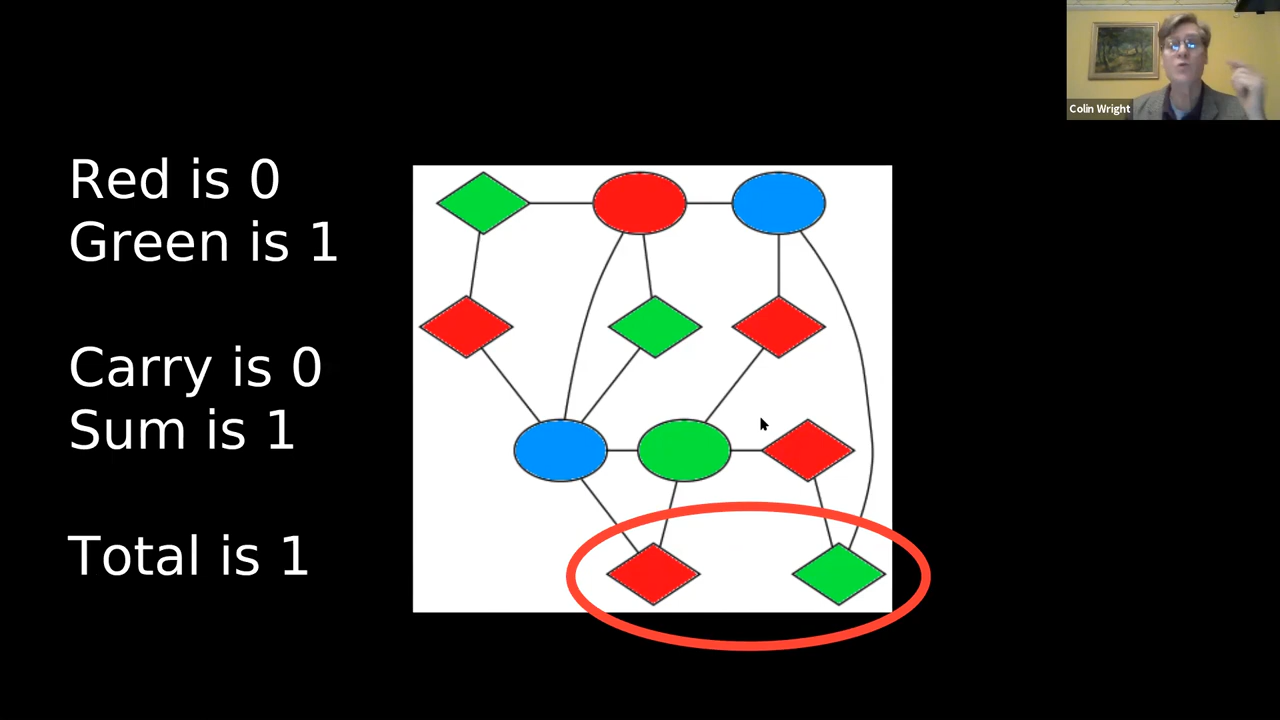 Colin Wright
Red is 0
Green is 1
Carry is 0
Sum is 1
Total is 1